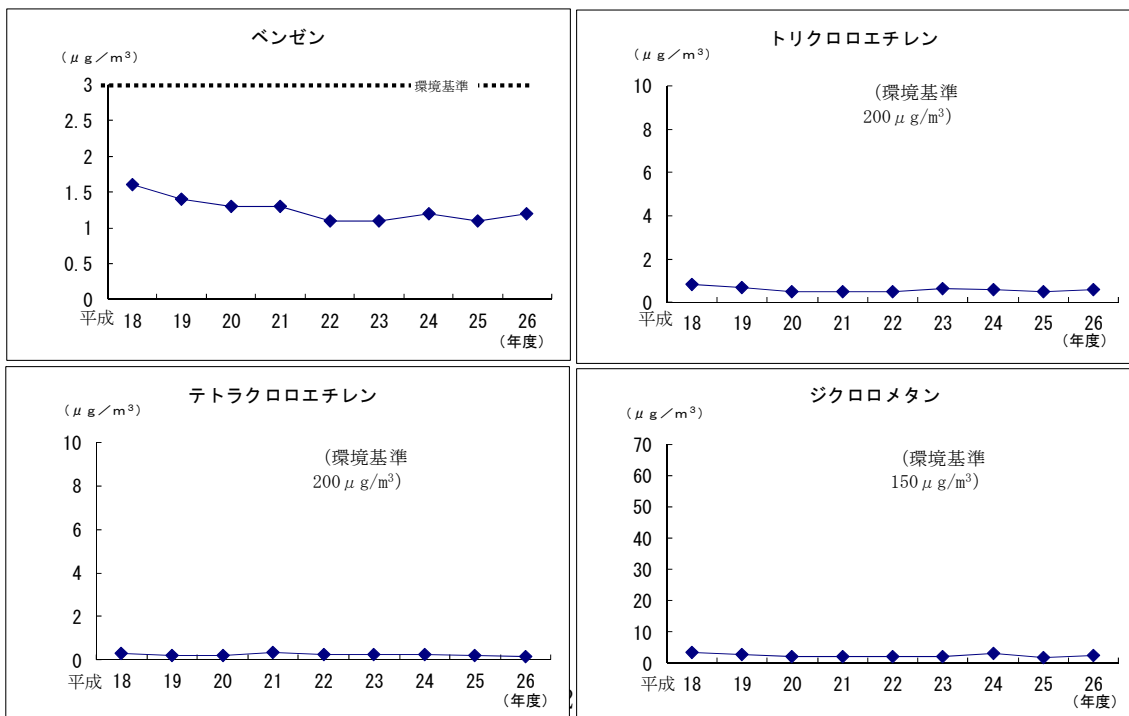 ベンゼン
(μg／m³)
3
環境基準
2.5
2
1.5
1
0.5
0
平成 18 19 20 21 22 23 24 25 26
(年度)
トリクロロエチレン
(μg／m³)
10
(環境基準
200μg/m³)
8
6
4
2
0
平成 18 19 20 21 22 23 24 25 26
(年度)
テトラクロロエチレン
(μg／m³)
10
(環境基準
200μg/m³)
8
6
4
2
0
平成 18 19 20 21 22 23 24 25 26
(年度)
ジクロロメタン
(μg／m³)
70
(環境基準
150μg/m³)
60
50
40
30
20
10
0
平成 18 19 20 21 22 23 24 25 26
(年度)